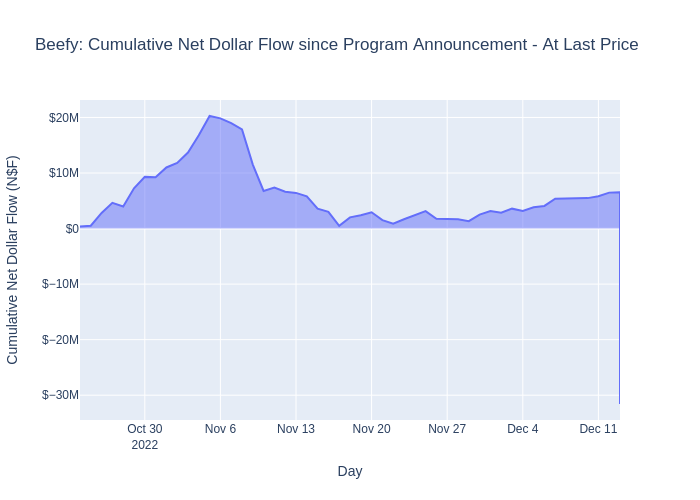 Beefy: Cumulative Net Dollar Flow since Program Announcement - At Last Price
Cumulative Net Dollar Flow (N$F)
$20M
$10M
$0
$−10M
$−20M
$−30M
Oct 30
2022
Nov 6
Nov 13
Nov 20
Nov 27
Dec 4
Dec 11
Day